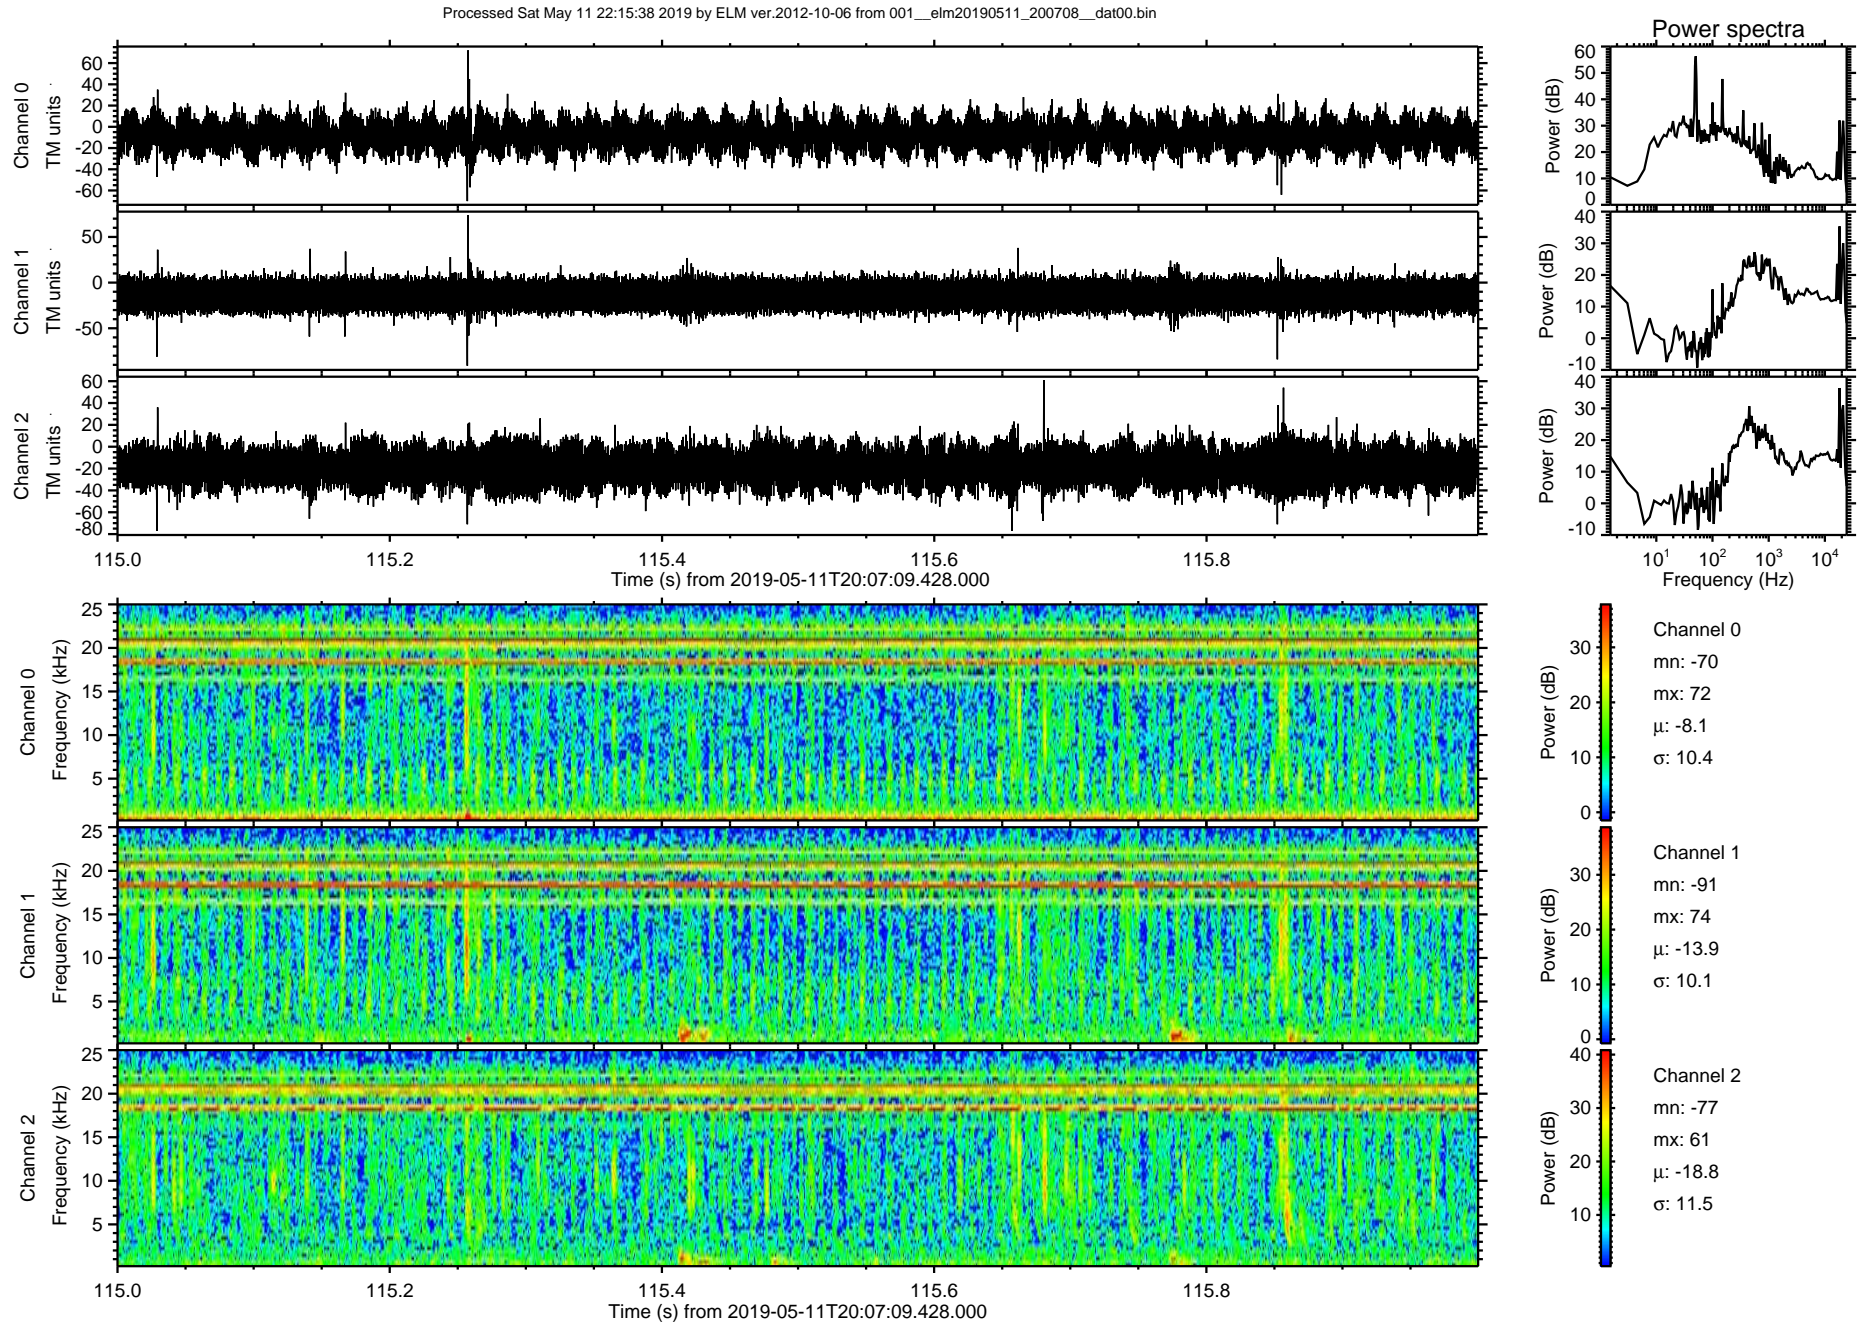 Processed Sat May 11 22:15:38 2019 by ELM ver.2012-10-06 from 001__elm20190511_200708__dat00.bin
Power spectra
Channel 0
TM units
60
40
20
0
-20
-40
-60
Power (dB)
60
50
40
30
20
10
0
Channel 1
TM units
50
0
-50
Power (dB)
40
30
20
10
0
-10
Channel 2
TM units
60
40
20
0
-20
-40
-60
-80
Power (dB)
40
30
20
10
0
-10
115.0 115.2 115.4 115.6 115.8
Time (s) from 2019-05-11T20:07:09.428.000
10¹ 10² 10³ 10⁴
Frequency (Hz)
Channel 0
Frequency (kHz)
25
20
15
10
5
Power (dB)
30
20
10
0
Channel 0
mn: -70
mx: 72
μ: -8.1
σ: 10.4
Channel 1
Frequency (kHz)
25
20
15
10
5
Power (dB)
30
20
10
0
Channel 1
mn: -91
mx: 74
μ: -13.9
σ: 10.1
Channel 2
Frequency (kHz)
25
20
15
10
5
Power (dB)
40
30
20
10
Channel 2
mn: -77
mx: 61
μ: -18.8
σ: 11.5
115.0 115.2 115.4 115.6 115.8
Time (s) from 2019-05-11T20:07:09.428.000